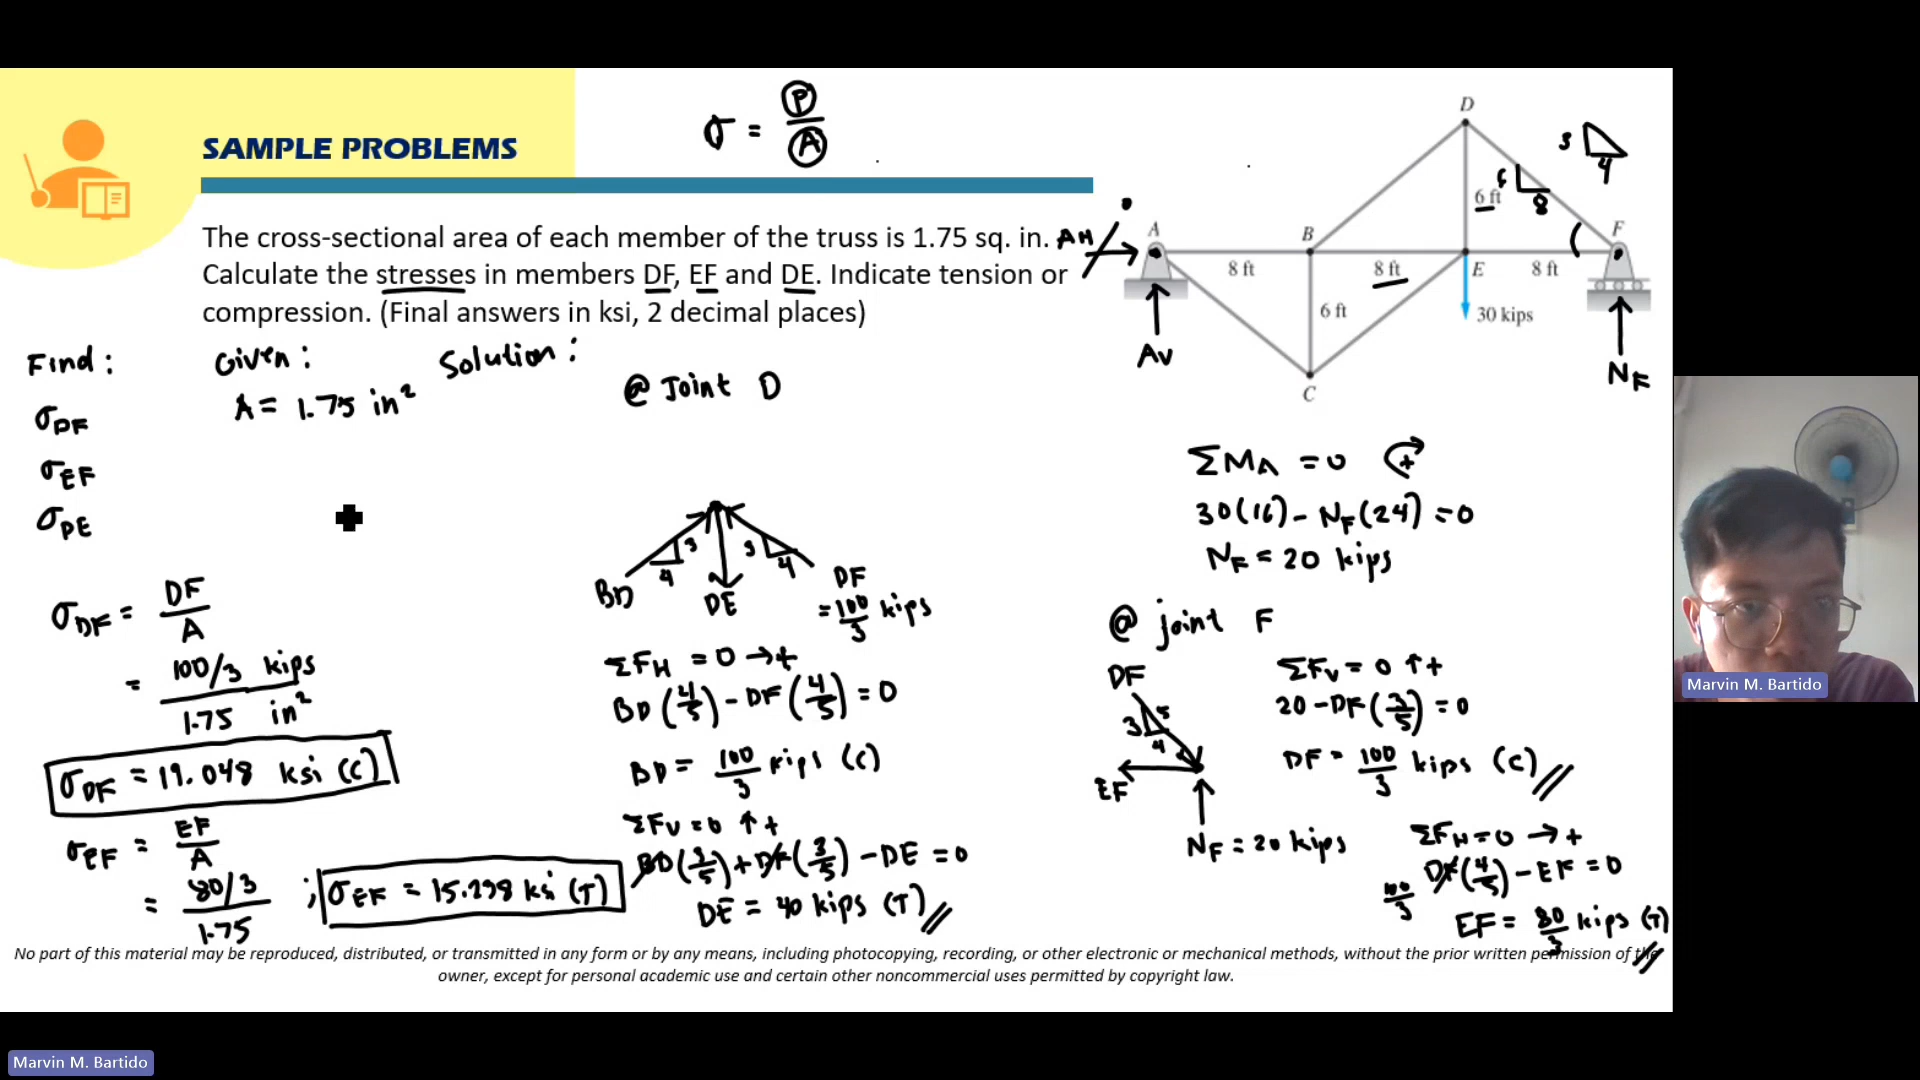 SAMPLE PROBLEMS
σ = P/A
The cross-sectional area of each member of the truss is 1.75 sq. in.
Calculate the stresses in members DF, EF and DE. Indicate tension or
compression. (Final answers in ksi, 2 decimal places)
D
3
4
6 ft
6
8
AH
A
B
F
8 ft
8 ft
E
8 ft
6 ft
30 kips
AV
NF
C
Find:
σDF
σEF
σDE
Given:
A = 1.75 in²
Solution:
@ Joint D
BD
3
4
DE
3
4
DF
= 100/3 kips
ΣFH = 0 →+
BD(4/5) - DF(4/5) = 0
BD = 100/3 kips (C)
ΣFV = 0 ↑+
BD(3/5) + DF(3/5) - DE = 0
DE = 40 kips (T)
ΣMA = 0
+
30(16) - NF(24) = 0
NF = 20 kips
@ joint F
DF
3
5
4
EF
NF = 20 kips
ΣFV = 0 ↑+
20 - DF(3/5) = 0
DF = 100/3 kips (C)
ΣFH = 0 →+
DF(4/5) - EF = 0
100/3
EF = 80/3 kips (T)
σDF = DF/A
= 100/3 kips / 1.75 in²
σDF = 19.048 ksi (C)
σEF = EF/A
= 80/3 / 1.75 ; σEF = 15.238 ksi (T)
No part of this material may be reproduced, distributed, or transmitted in any form or by any means, including photocopying, recording, or other electronic or mechanical methods, without the prior written permission of the
owner, except for personal academic use and certain other noncommercial uses permitted by copyright law.
Marvin M. Bartido
Marvin M. Bartido